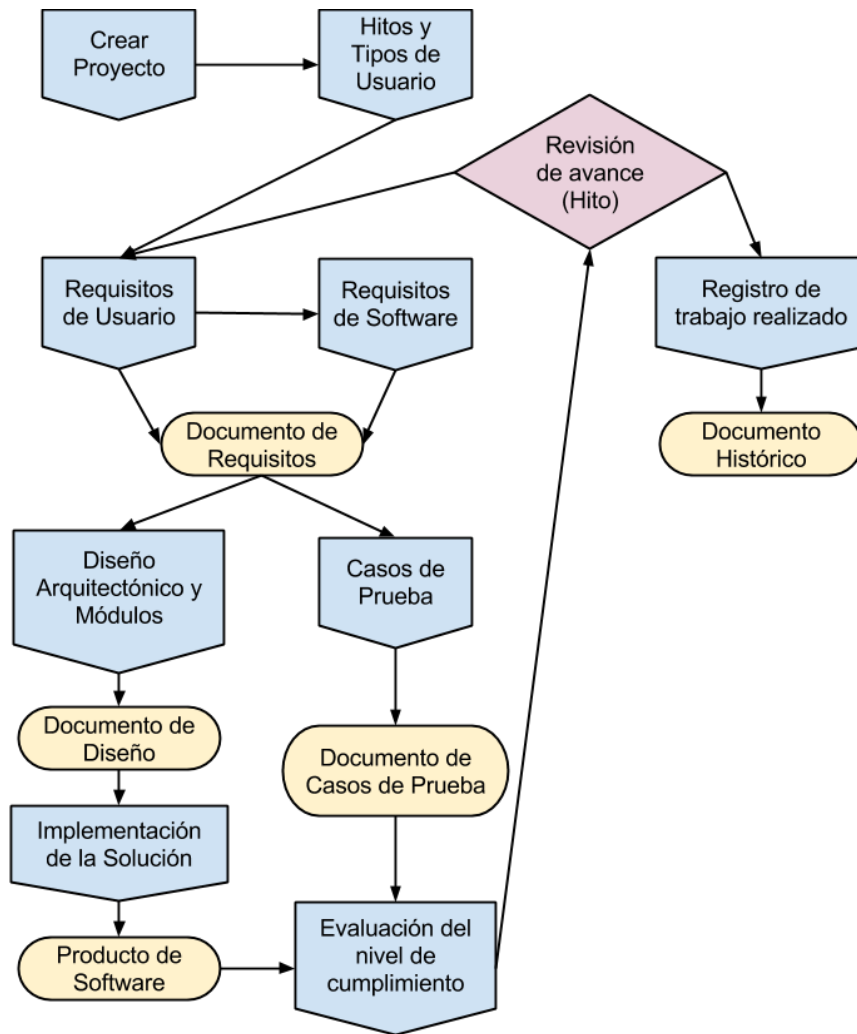 Crear
Proyecto
Hitos y
Tipos de
Usuario
Revisión
de avance
(Hito)
Requisitos
de Usuario
Requisitos
de Software
Registro de
trabajo realizado
Documento de
Requisitos
Documento
Histórico
Diseño
Arquitectónico y
Módulos
Casos de
Prueba
Documento de
Diseño
Documento de
Casos de Prueba
Implementación
de la Solución
Producto de
Software
Evaluación del
nivel de
cumplimiento